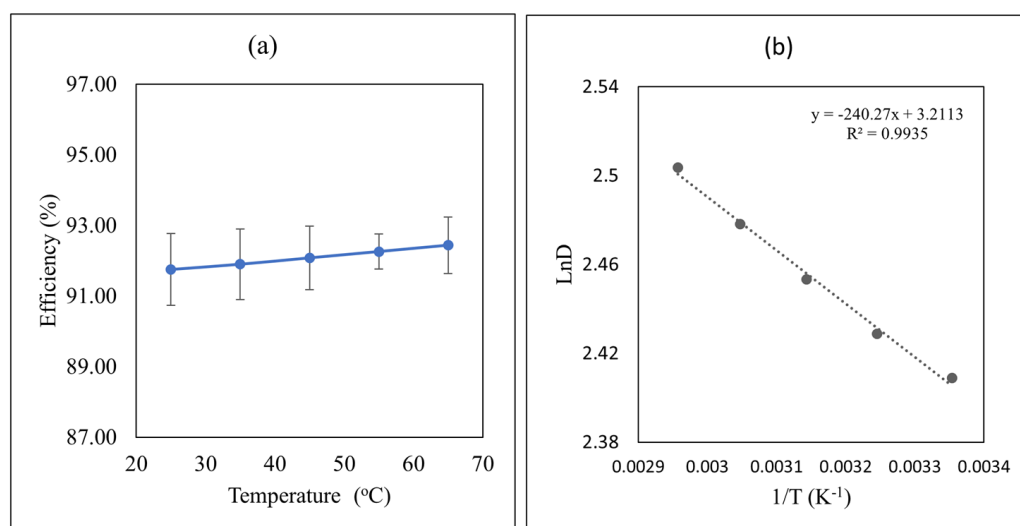 (a)
97.00
95.00
93.00
91.00
89.00
87.00
Efficiency (%)
20 30 40 50 60 70
Temperature (°C)
(b)
2.54
2.5
2.46
2.42
2.38
LnD
y = -240.27x + 3.2113
R² = 0.9935
0.0029 0.003 0.0031 0.0032 0.0033 0.0034
1/T (K⁻¹)